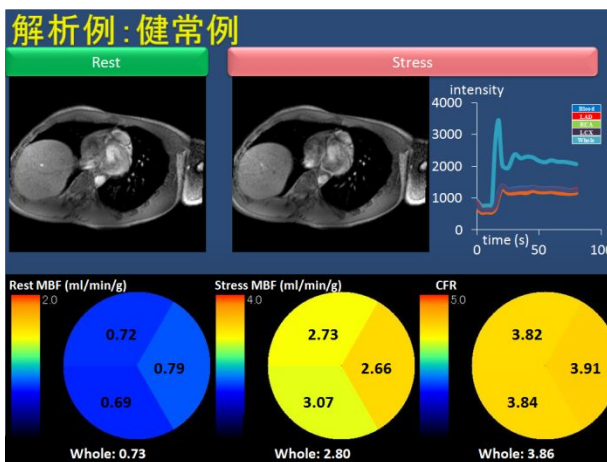 解析例:健常例
Rest
Stress
intensity
4000
3000
2000
1000
0
0
50
100
time (s)
Blood
LAD
RCA
LCX
Whole
Rest MBF (ml/min/g)
2.0
0.72
0.79
0.69
Whole: 0.73
Stress MBF (ml/min/g)
4.0
2.73
2.66
3.07
Whole: 2.80
CFR
5.0
3.82
3.91
3.84
Whole: 3.86